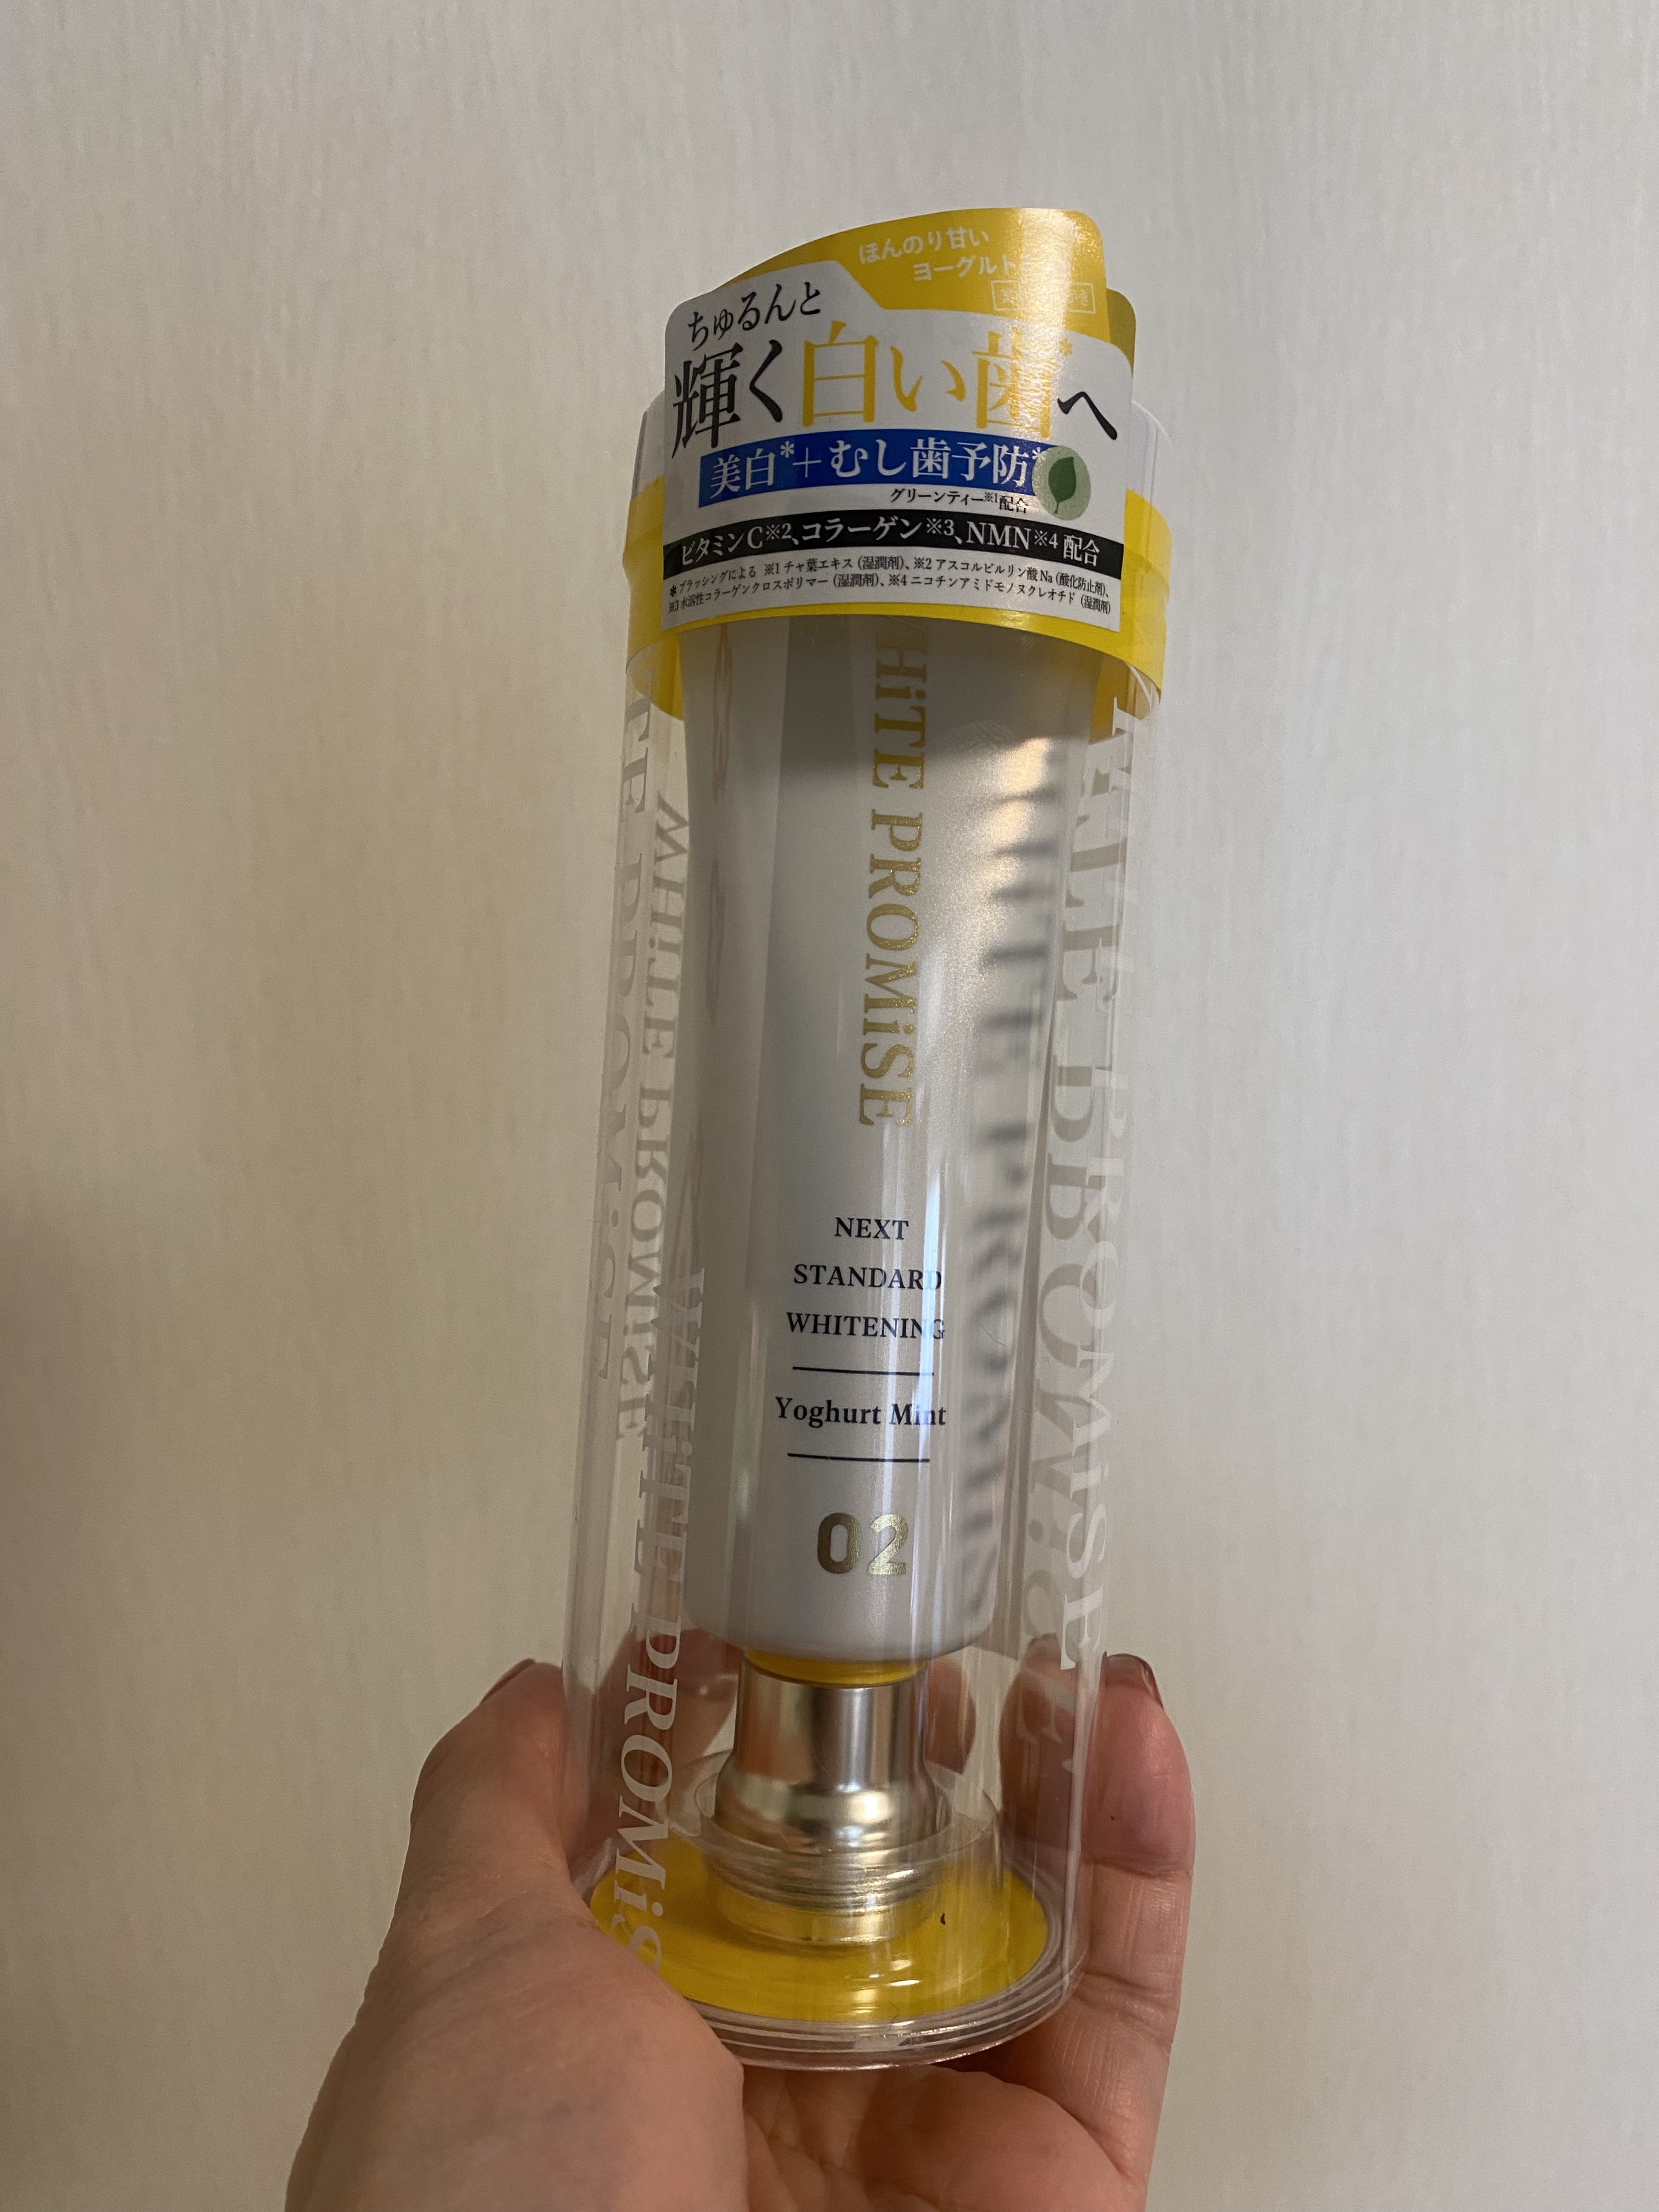 ほんのり甘い
ヨーグルト
ちゅるんと
輝く白い歯*へ
美白*+むし歯予防*
グリーンティー※1配合
ビタミンC※2、コラーゲン※3、NMN※4 配合
*ブラッシングによる ※1 チャ葉エキス（湿潤剤）、※2 アスコルビルリン酸Na（酸化防止剤）、
※3 水溶性コラーゲンクロスポリマー（湿潤剤）、※4 ニコチンアミドモノヌクレオチド（湿潤剤）
WHiTE PROMiSE
NEXT
STANDARD
WHITENING
Yoghurt Mint
02
WHiTE PROMiSE
WHiTE PROMiSE